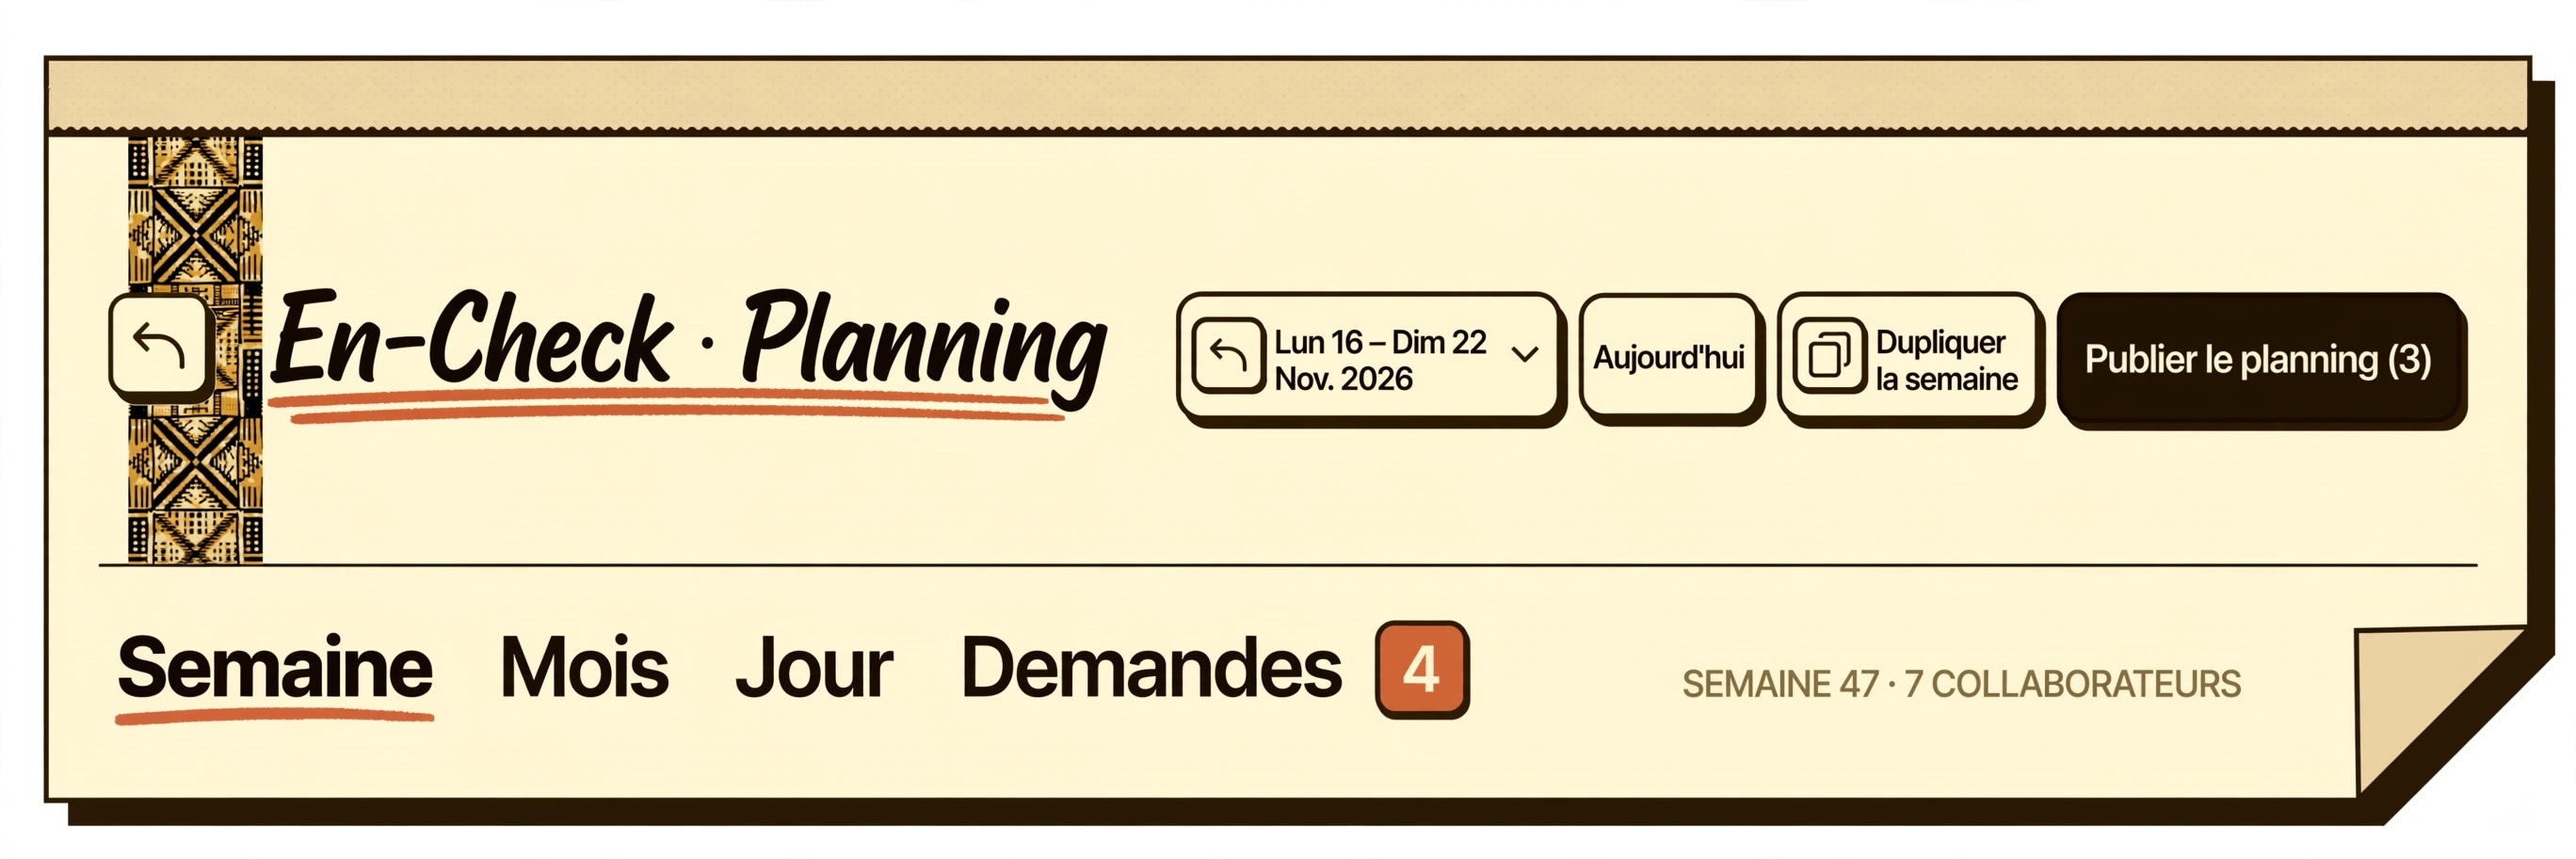 En-Check · Planning
Lun 16 – Dim 22
Nov. 2026
Aujourd'hui
Dupliquer
la semaine
Publier le planning (3)
Semaine
Mois
Jour
Demandes
4
SEMAINE 47 · 7 COLLABORATEURS